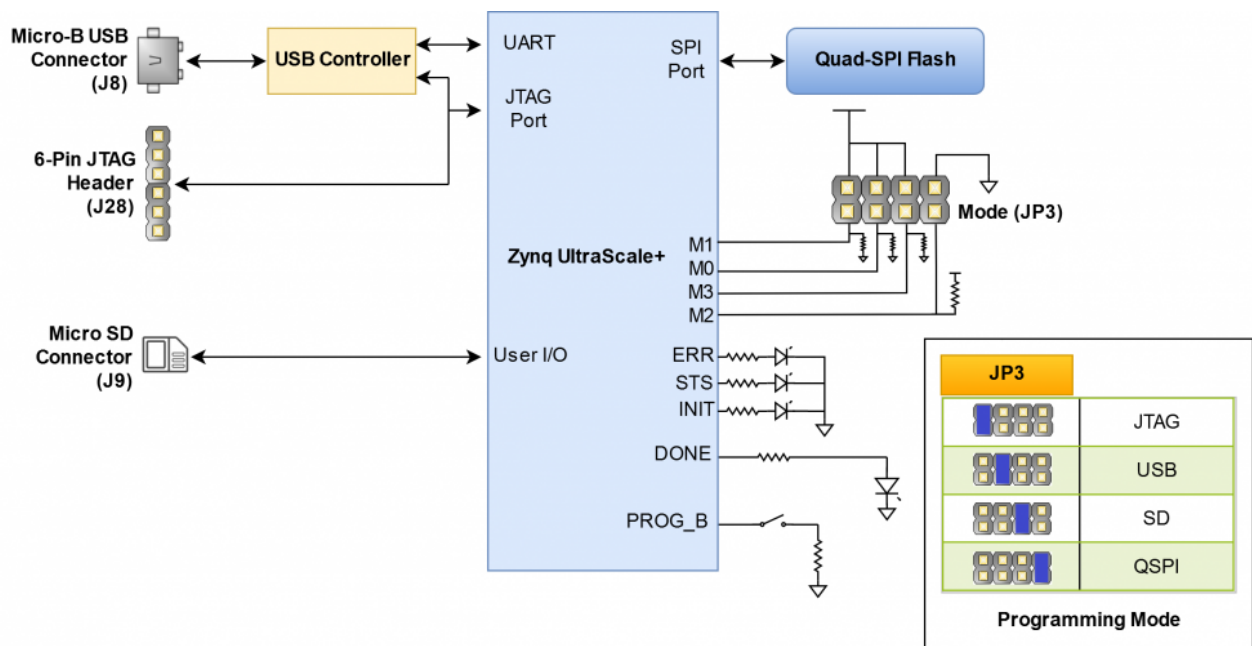 Micro-B USB
Connector
(J8)
USB Controller
UART
SPI
Port
Quad-SPI Flash
JTAG
Port
6-Pin JTAG
Header
(J28)
Mode (JP3)
Zynq UltraScale+
M1
M0
M3
M2
Micro SD
Connector
(J9)
User I/O
ERR
STS
INIT
DONE
PROG_B
JP3
JTAG
USB
SD
QSPI
Programming Mode